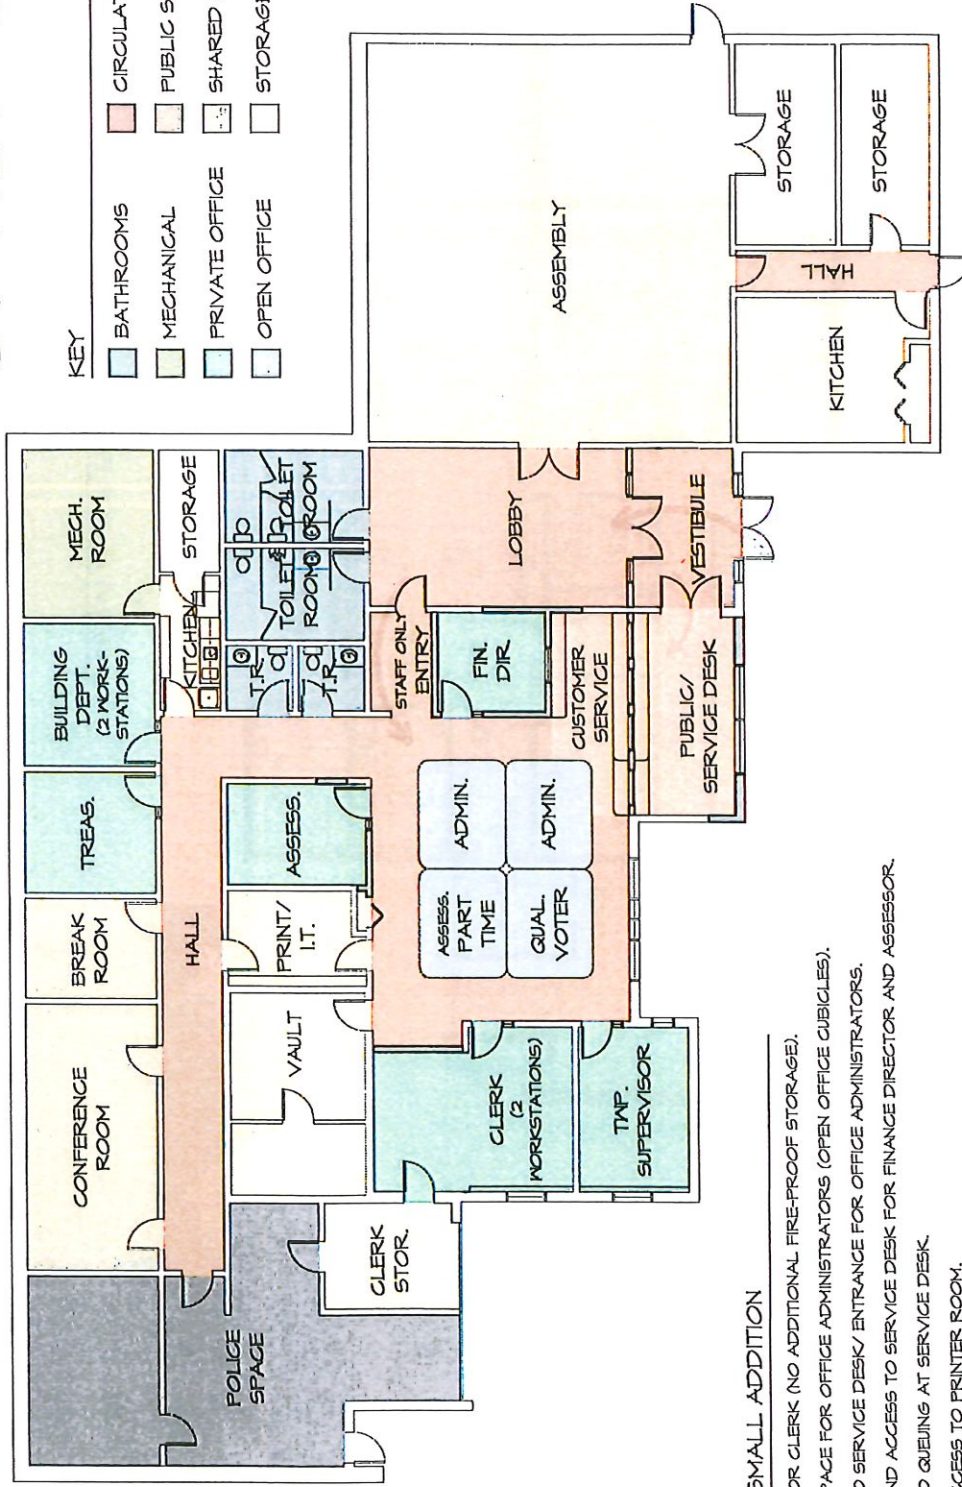 KEY
BATHROOMS
MECHANICAL
PRIVATE OFFICE
OPEN OFFICE
PUBLIC
SHARED
STORAGE
MECH.
ROOM
BUILDING
DEPT.
(2 WORK-
STATIONS)
TREAS.
BREAK
ROOM
CONFERENCE
ROOM
STORAGE
KITCHEN
HALL
TOILET
ROOM
TOILET
ROOM
T.R.
T.R.
ASSESS.
PRINT/
I.T.
VAULT
POLICE
SPACE
CLERK
STOR.
STAFF ONLY
ENTRY
FIN.
DIR.
LOBBY
ASSEMBLY
STORAGE
STORAGE
HALL
KITCHEN
VESTIBULE
CUSTOMER
SERVICE
PUBLIC/
SERVICE DESK
ADMIN.
ADMIN.
ASSESS.
PART
TIME
QUAL.
VOTER
CLERK
(2
WORKSTATIONS)
TWP.
SUPERVISOR
SMALL ADDITION
OR CLERK (NO ADDITIONAL FIRE-PROOF STORAGE).
PACE FOR OFFICE ADMINISTRATORS (OPEN OFFICE CUBICLES).
O SERVICE DESK/ ENTRANCE FOR OFFICE ADMINISTRATORS.
ND ACCESS TO SERVICE DESK FOR FINANCE DIRECTOR AND ASSESSOR.
D QUEUING AT SERVICE DESK.
CCESS TO PRINTER ROOM.